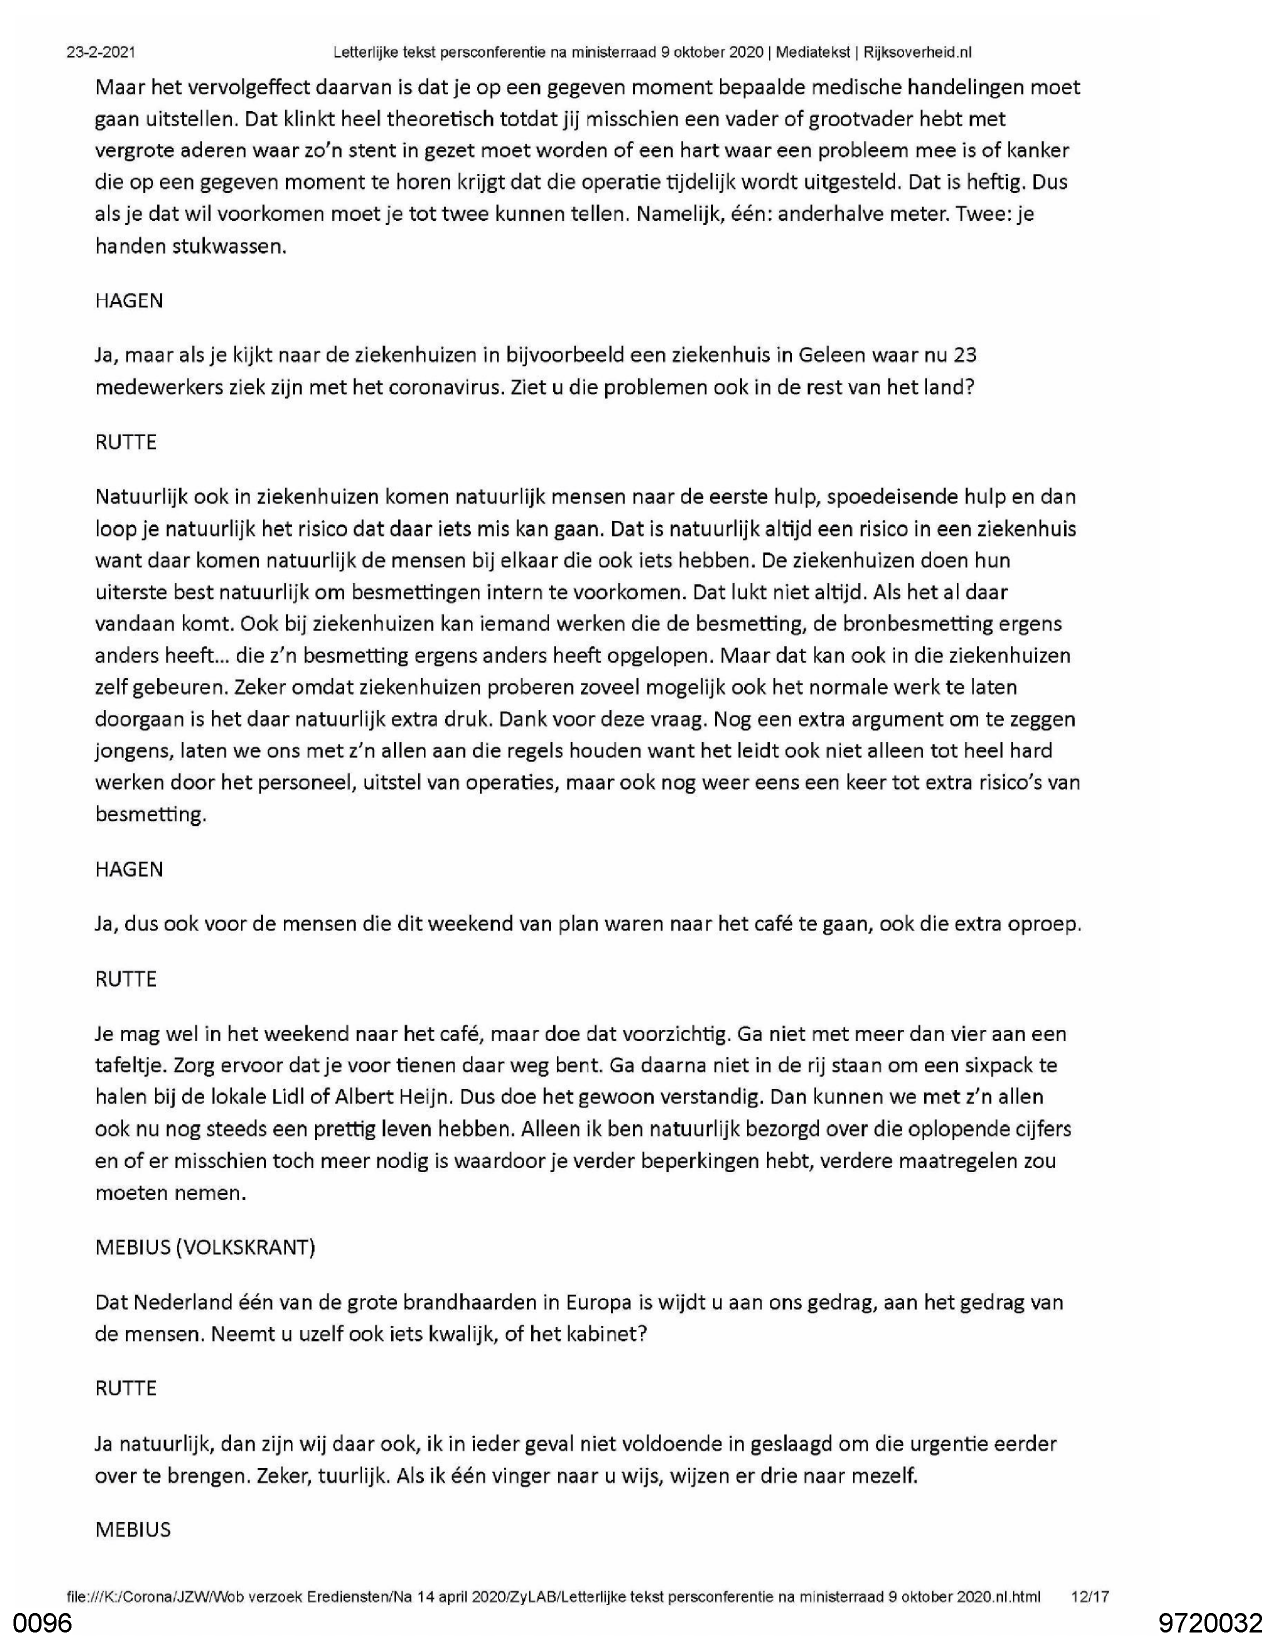 23-2-2021 Letterlijke tekst persconferentie na ministerraad 9 oktober 2020 | Mediatekst | Rijksoverheid.nl
Maar het vervolgeffect daarvan is dat je op een gegeven moment bepaalde medische handelingen moet
gaan uitstellen. Dat klinkt heel theoretisch totdat jij misschien een vader of grootvader hebt met
vergrote aderen waar zo'n stent in gezet moet worden of een hart waar een probleem mee is of kanker
die op een gegeven moment te horen krijgt dat die operatie tijdelijk wordt uitgesteld. Dat is heftig. Dus
als je dat wil voorkomen moet je tot twee kunnen tellen. Namelijk, één: anderhalve meter. Twee: je
handen stukwassen.
HAGEN
Ja, maar als je kijkt naar de ziekenhuizen in bijvoorbeeld een ziekenhuis in Geleen waar nu 23
medewerkers ziek zijn met het coronavirus. Ziet u die problemen ook in de rest van het land?
RUTTE
Natuurlijk ook in ziekenhuizen komen natuurlijk mensen naar de eerste hulp, spoedeisende hulp en dan
loop je natuurlijk het risico dat daar iets mis kan gaan. Dat is natuurlijk altijd een risico in een ziekenhuis
want daar komen natuurlijk de mensen bij elkaar die ook iets hebben. De ziekenhuizen doen hun
uiterste best natuurlijk om besmettingen intern te voorkomen. Dat lukt niet altijd. Als het al daar
vandaan komt. Ook bij ziekenhuizen kan iemand werken die de besmetting, de bronbesmetting ergens
anders heeft... die z'n besmetting ergens anders heeft opgelopen. Maar dat kan ook in die ziekenhuizen
zelf gebeuren. Zeker omdat ziekenhuizen proberen zoveel mogelijk ook het normale werk te laten
doorgaan is het daar natuurlijk extra druk. Dank voor deze vraag. Nog een extra argument om te zeggen
jongens, laten we ons met z'n allen aan die regels houden want het leidt ook niet alleen tot heel hard
werken door het personeel, uitstel van operaties, maar ook nog weer eens een keer tot extra risico's van
besmetting.
HAGEN
Ja, dus ook voor de mensen die dit weekend van plan waren naar het café te gaan, ook die extra oproep.
RUTTE
Je mag wel in het weekend naar het café, maar doe dat voorzichtig. Ga niet met meer dan vier aan een
tafeltje. Zorg ervoor dat je voor tienen daar weg bent. Ga daarna niet in de rij staan om een sixpack te
halen bij de lokale Lidl of Albert Heijn. Dus doe het gewoon verstandig. Dan kunnen we met z'n allen
ook nu nog steeds een prettig leven hebben. Alleen ik ben natuurlijk bezorgd over die oplopende cijfers
en of er misschien toch meer nodig is waardoor je verder beperkingen hebt, verdere maatregelen zou
moeten nemen.
MEBIUS (VOLKSKRANT)
Dat Nederland één van de grote brandhaarden in Europa is wijdt u aan ons gedrag, aan het gedrag van
de mensen. Neemt u uzelf ook iets kwalijk, of het kabinet?
RUTTE
Ja natuurlijk, dan zijn wij daar ook, ik in ieder geval niet voldoende in geslaagd om die urgentie eerder
over te brengen. Zeker, tuurlijk. Als ik één vinger naar u wijs, wijzen er drie naar mezelf.
MEBIUS
file:///K:/Corona/JZW/Wob verzoek Erediensten/Na 14 april 2020/ZyLAB/Letterlijke tekst persconferentie na ministerraad 9 oktober 2020.nl.html 12/17
0096 9720032